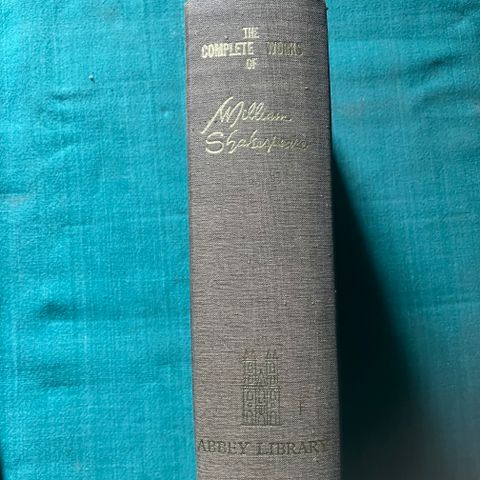 THE
COMPLETE WORKS
OF
William
Shakespeare
ABBEY LIBRARY